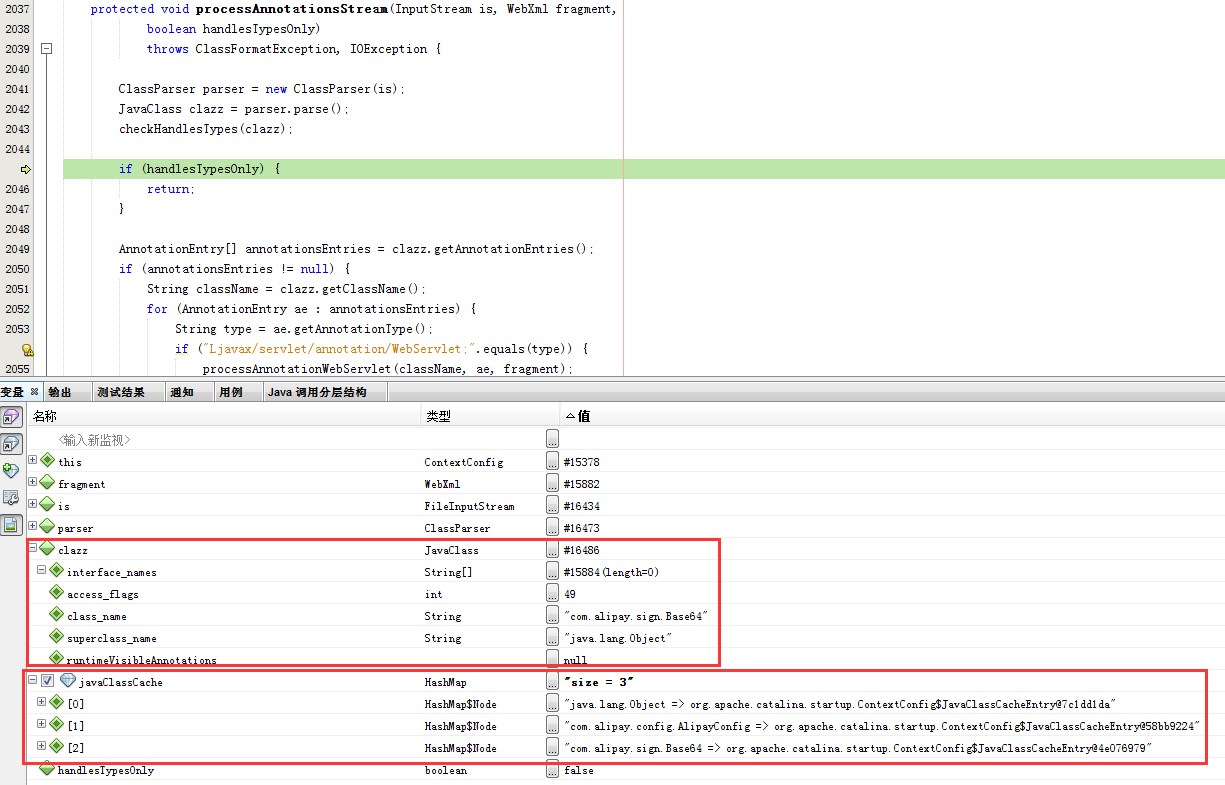 2037 protected void processAnnotationsStream(InputStream is, WebXml fragment,
2038 boolean handlesTypesOnly)
2039 throws ClassFormatException, IOException {
2040
2041 ClassParser parser = new ClassParser(is);
2042 JavaClass clazz = parser.parse();
2043 checkHandlesTypes(clazz);
2044
if (handlesTypesOnly) {
2046 return;
2047 }
2048
2049 AnnotationEntry[] annotationsEntries = clazz.getAnnotationEntries();
2050 if (annotationsEntries != null) {
2051 String className = clazz.getClassName();
2052 for (AnnotationEntry ae : annotationsEntries) {
2053 String type = ae.getAnnotationType();
if ("Ljavax/servlet/annotation/WebServlet;".equals(type)) {
2055 processAnnotationWebServlet(className, ae, fragment);
变量 输出 测试结果 通知 用例 Java 调用分层结构
名称 类型 值
<输入新监视> ...
this ContextConfig ... #15378
fragment WebXml ... #15882
is FileInputStream ... #16434
parser ClassParser ... #16473
clazz JavaClass ... #16486
interface_names String[] ... #15884(length=0)
access_flags int ... 49
class_name String ... "com.alipay.sign.Base64"
superclass_name String ... "java.lang.Object"
runtimeVisibleAnnotations ... null
javaClassCache HashMap ... "size = 3"
[0] HashMap$Node ... "java.lang.Object => org.apache.catalina.startup.ContextConfig$JavaClassCacheEntry@7c1dd1da"
[1] HashMap$Node ... "com.alipay.config.AlipayConfig => org.apache.catalina.startup.ContextConfig$JavaClassCacheEntry@58bb9224"
[2] HashMap$Node ... "com.alipay.sign.Base64 => org.apache.catalina.startup.ContextConfig$JavaClassCacheEntry@4e076979"
handlesTypesOnly boolean ... false